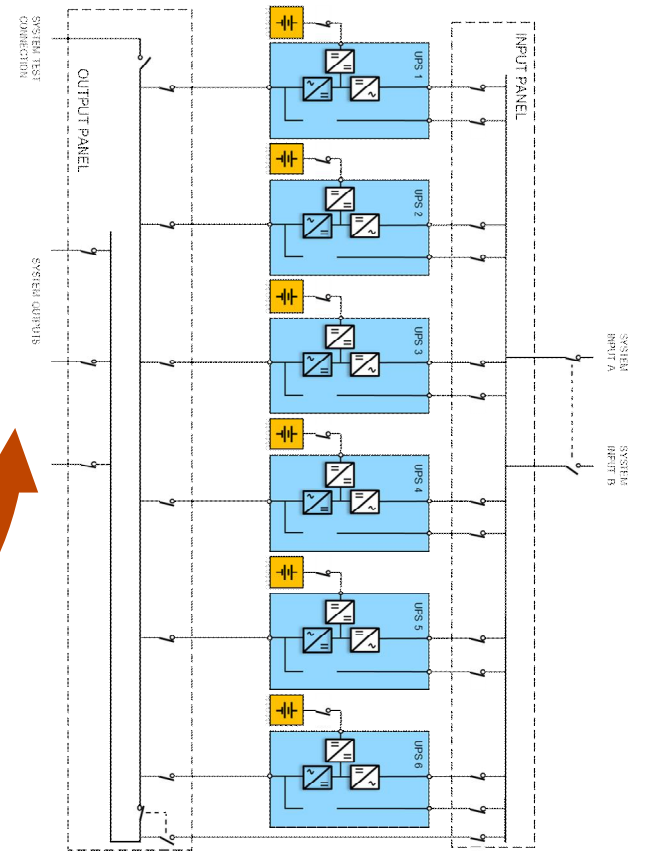 INPUT PANEL
SYSTEM
INPUT A
SYSTEM
INPUT B
UPS 1
UPS 2
UPS 3
UPS 4
UPS 5
UPS 6
OUTPUT PANEL
SYSTEM TEST
CONNECTION
SYSTEM OUTPUTS